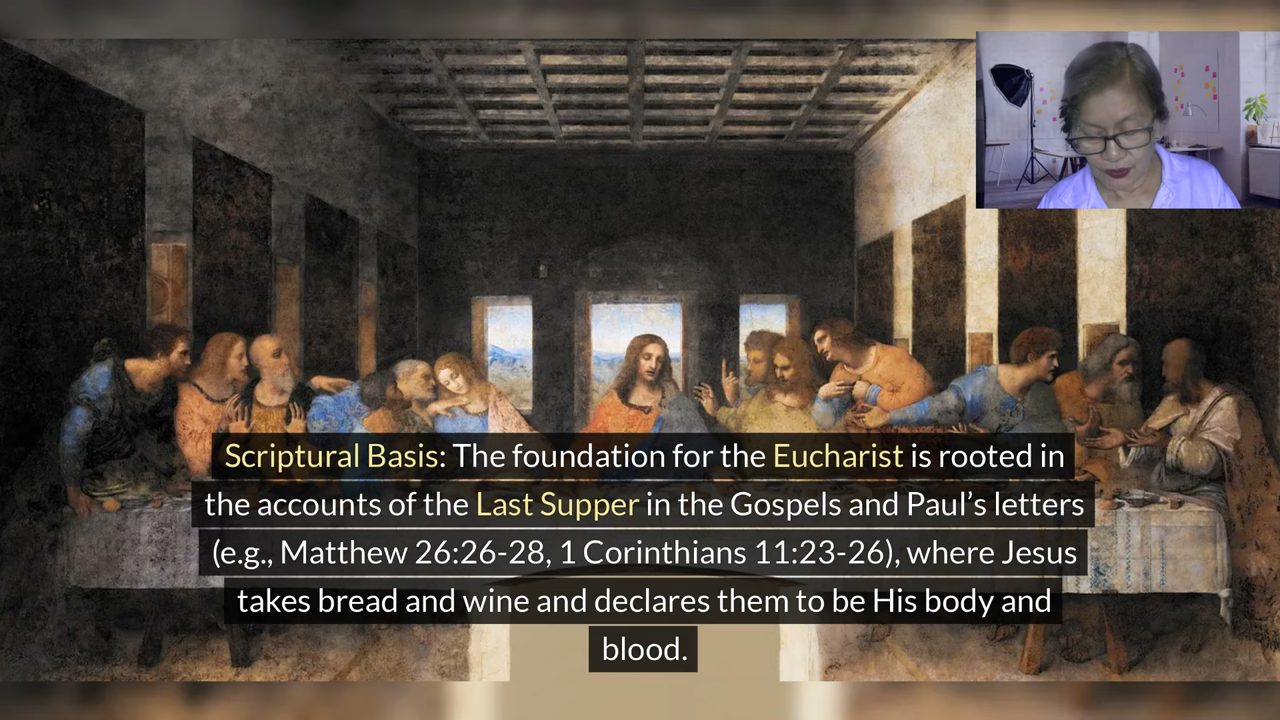 Scriptural Basis: The foundation for the Eucharist is rooted in
the accounts of the Last Supper in the Gospels and Paul’s letters
(e.g., Matthew 26:26-28, 1 Corinthians 11:23-26), where Jesus
takes bread and wine and declares them to be His body and
blood.